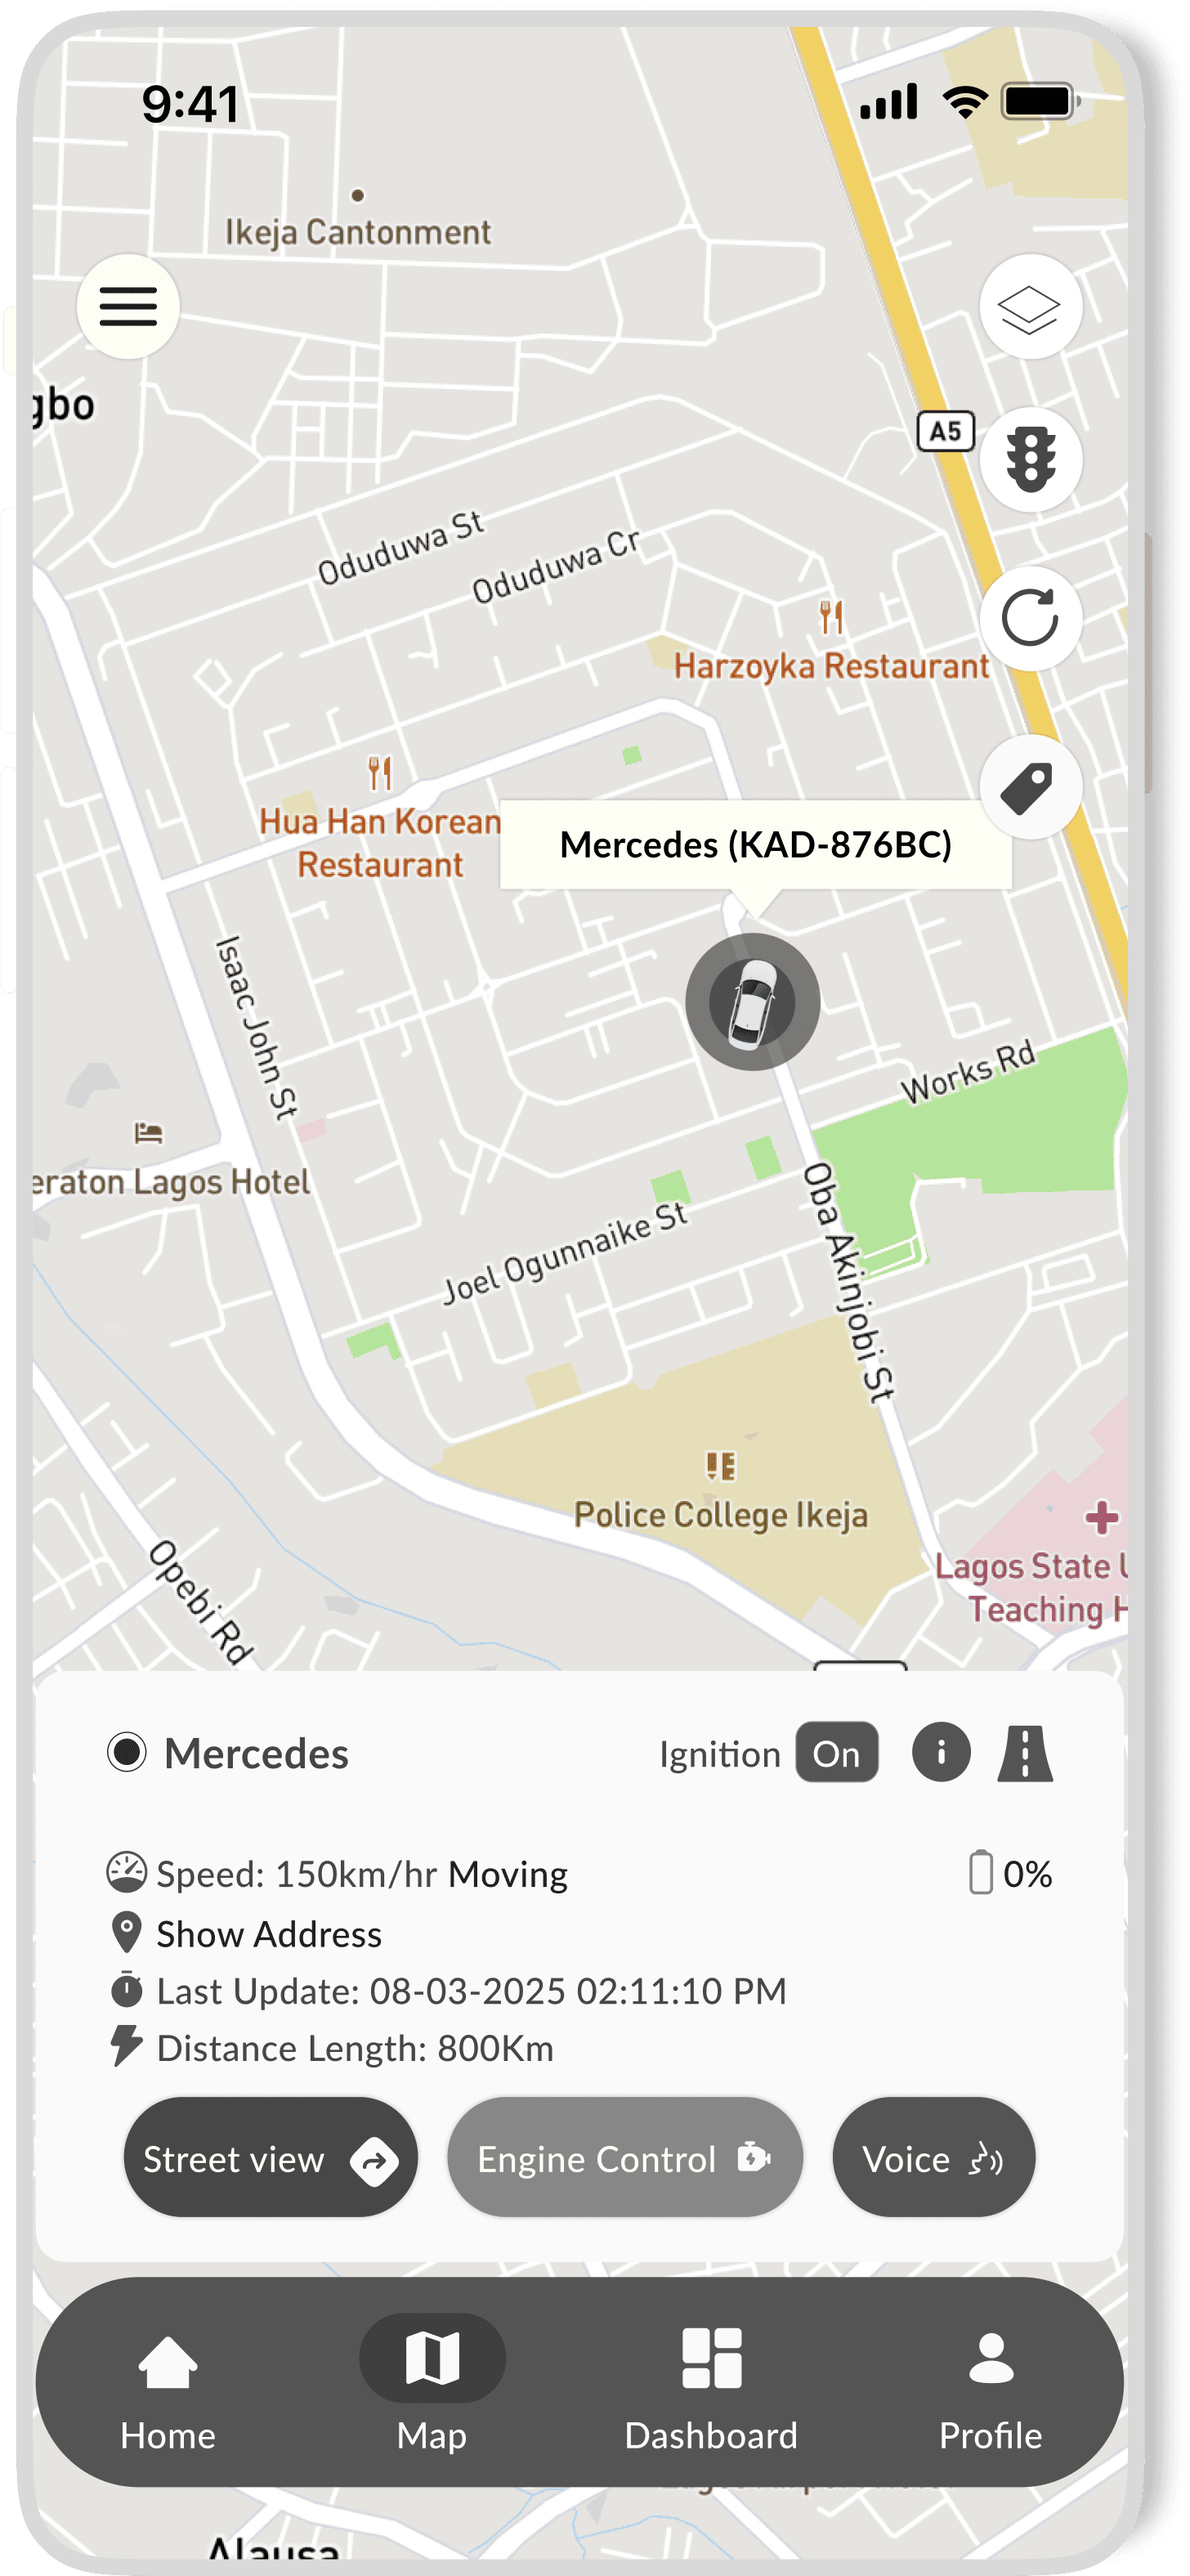 9:41
Ikeja Cantonment
gbo
A5
Oduduwa St
Oduduwa Cr
Harzoyka Restaurant
Hua Han Korean
Restaurant
Mercedes (KAD-876BC)
Isaac John St
Works Rd
eraton Lagos Hotel
Oba Akinjobi St
Joel Ogunnaike St
Police College Ikeja
Lagos State U
Teaching H
Opebi Rd
Mercedes
Ignition On
Speed: 150km/hr Moving
0%
Show Address
Last Update: 08-03-2025 02:11:10 PM
Distance Length: 800Km
Street view
Engine Control
Voice
Home
Map
Dashboard
Profile
Alausa